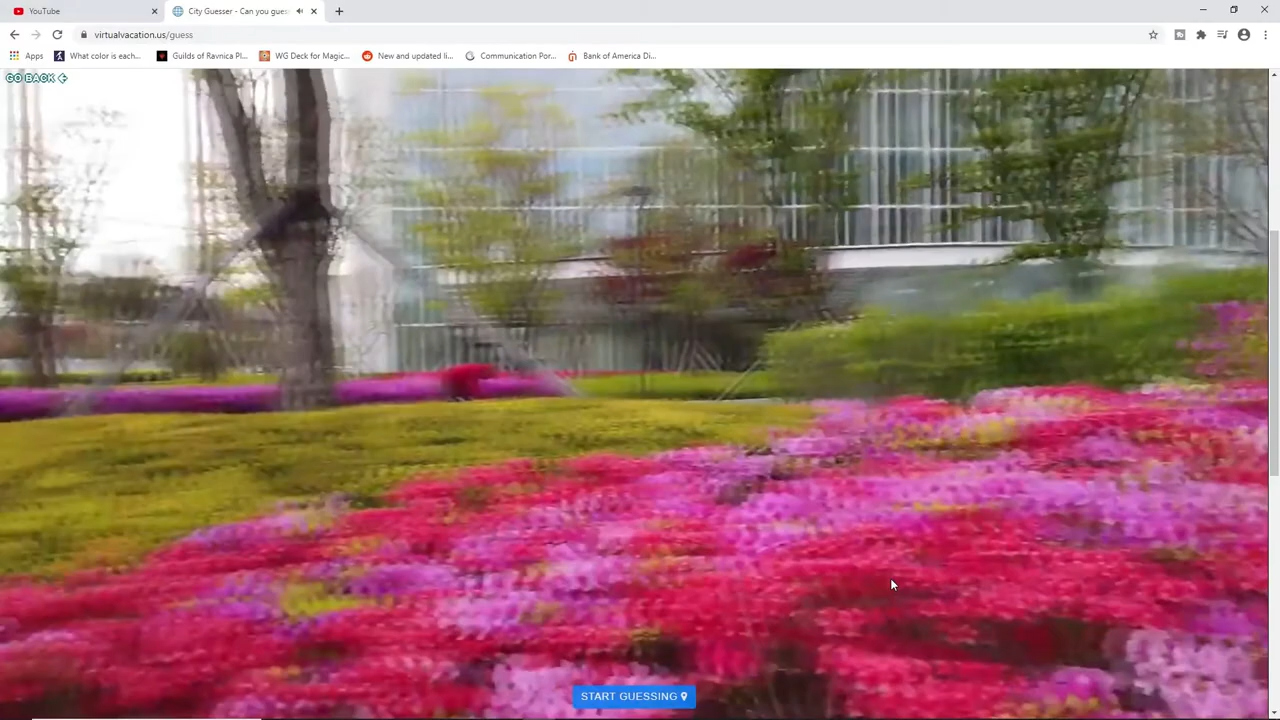 YouTube
City Guesser - Can you gues
virtualvacation.us/guess
Apps
What color is each...
Guilds of Ravnica Pl...
WG Deck for Magic...
New and updated li...
Communication Por...
Bank of America Di...
GO BACK
START GUESSING